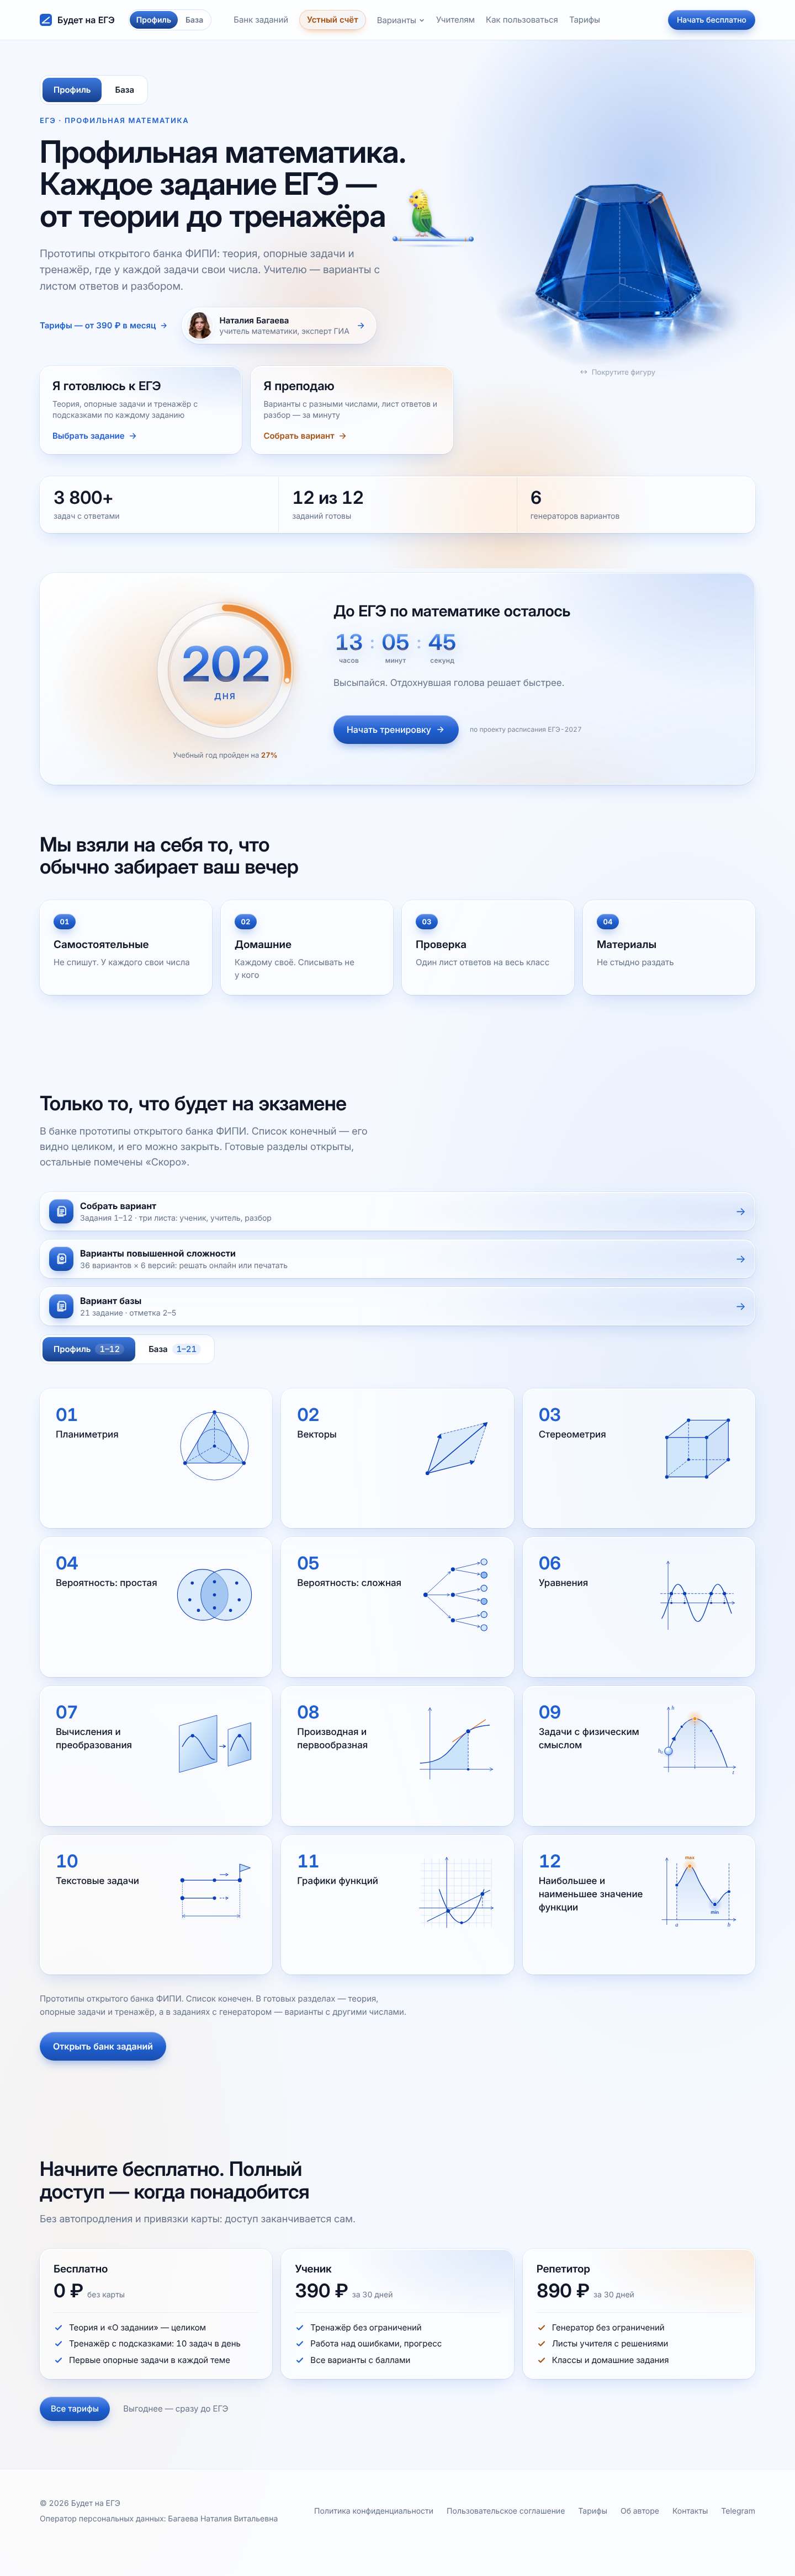 Будет на ЕГЭ
Профиль
База
Банк заданий
Устный счёт
Варианты
Учителям
Как пользоваться
Тарифы
Начать бесплатно
Профиль
База
ЕГЭ · ПРОФИЛЬНАЯ МАТЕМАТИКА
Профильная математика.
Каждое задание ЕГЭ —
от теории до тренажёра
Прототипы открытого банка ФИПИ: теория, опорные задачи и
тренажёр, где у каждой задачи свои числа. Учителю — варианты с
листом ответов и разбором.
Тарифы — от 390 ₽ в месяц →
Наталия Багаева
учитель математики, эксперт ГИА
→
↔ Покрутите фигуру
Я готовлюсь к ЕГЭ
Теория, опорные задачи и тренажёр с
подсказками по каждому заданию
Выбрать задание →
Я преподаю
Варианты с разными числами, лист ответов и
разбор — за минуту
Собрать вариант →
3 800+
задач с ответами
12 из 12
заданий готовы
6
генераторов вариантов
202
ДНЯ
Учебный год пройден на 27%
До ЕГЭ по математике осталось
13 : 05 : 45
часов минут секунд
Высыпайся. Отдохнувшая голова решает быстрее.
Начать тренировку →
по проекту расписания ЕГЭ-2027
Мы взяли на себя то, что
обычно забирает ваш вечер
01
Самостоятельные
Не спишут. У каждого свои числа
02
Домашние
Каждому своё. Списывать не
у кого
03
Проверка
Один лист ответов на весь класс
04
Материалы
Не стыдно раздать
Только то, что будет на экзамене
В банке прототипы открытого банка ФИПИ. Список конечный — его
видно целиком, и его можно закрыть. Готовые разделы открыты,
остальные помечены «Скоро».
Собрать вариант
Задания 1–12 · три листа: ученик, учитель, разбор
→
Варианты повышенной сложности
36 вариантов × 6 версий: решать онлайн или печатать
→
Вариант базы
21 задание · отметка 2–5
→
Профиль 1–12
База 1–21
01
Планиметрия
02
Векторы
03
Стереометрия
04
Вероятность: простая
05
Вероятность: сложная
06
Уравнения
07
Вычисления и
преобразования
08
Производная и
первообразная
09
Задачи с физическим
смыслом
h
h₀
t
10
Текстовые задачи
11
Графики функций
12
Наибольшее и
наименьшее значение
функции
max
min
a
b
Прототипы открытого банка ФИПИ. Список конечен. В готовых разделах — теория,
опорные задачи и тренажёр, а в заданиях с генератором — варианты с другими числами.
Открыть банк заданий
Начните бесплатно. Полный
доступ — когда понадобится
Без автопродления и привязки карты: доступ заканчивается сам.
Бесплатно
0 ₽ без карты
Теория и «О задании» — целиком
Тренажёр с подсказками: 10 задач в день
Первые опорные задачи в каждой теме
Ученик
390 ₽ за 30 дней
Тренажёр без ограничений
Работа над ошибками, прогресс
Все варианты с баллами
Репетитор
890 ₽ за 30 дней
Генератор без ограничений
Листы учителя с решениями
Классы и домашние задания
Все тарифы
Выгоднее — сразу до ЕГЭ
© 2026 Будет на ЕГЭ
Оператор персональных данных: Багаева Наталия Витальевна
Политика конфиденциальности
Пользовательское соглашение
Тарифы
Об авторе
Контакты
Telegram